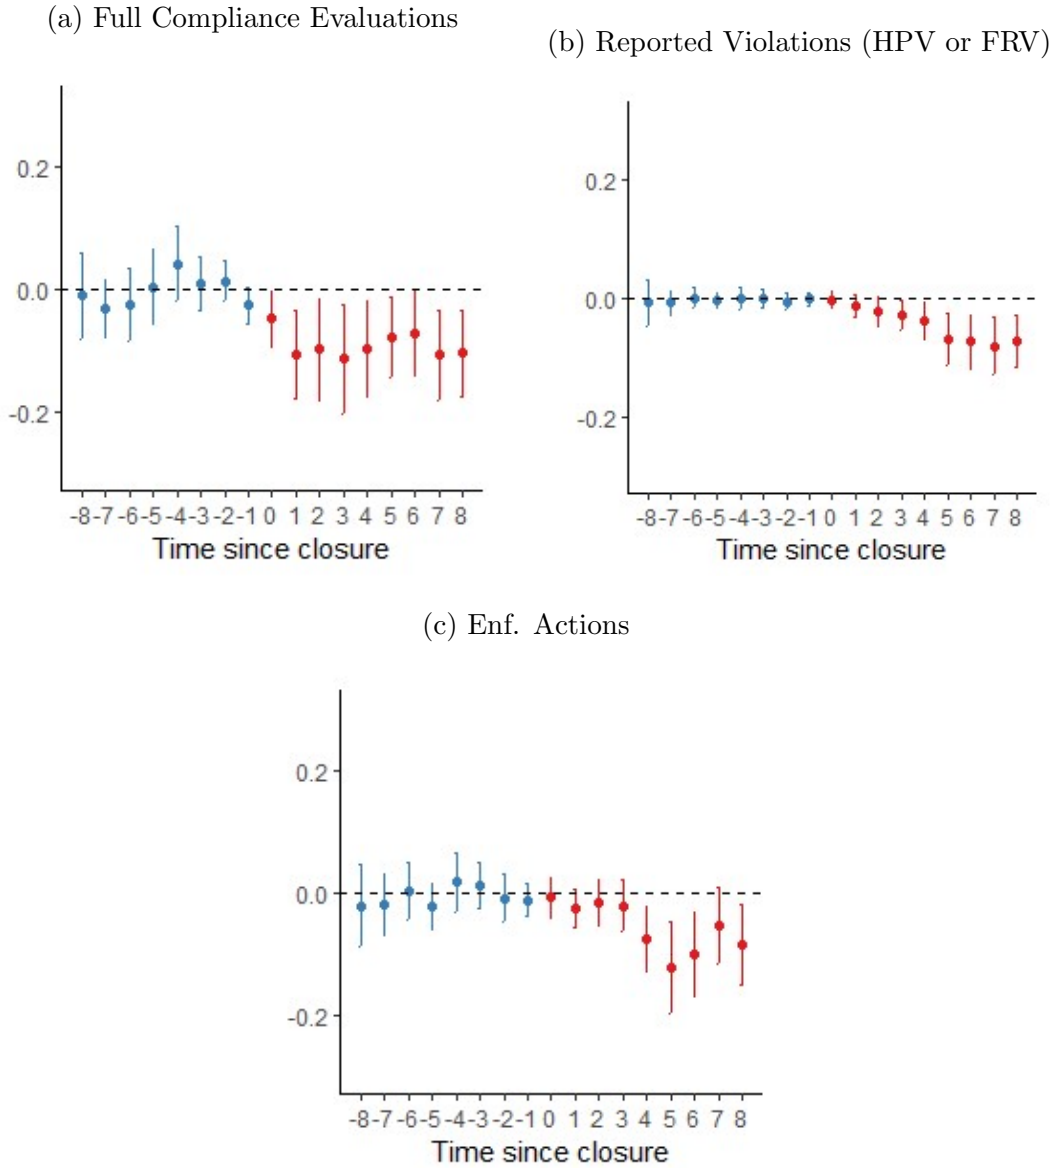 (a) Full Compliance Evaluations
(b) Reported Violations (HPV or FRV)
0.2
0.0
-0.2
-8 -7 -6 -5 -4 -3 -2 -1 0 1 2 3 4 5 6 7 8
Time since closure
0.2
0.0
-0.2
-8 -7 -6 -5 -4 -3 -2 -1 0 1 2 3 4 5 6 7 8
Time since closure
(c) Enf. Actions
0.2
0.0
-0.2
-8 -7 -6 -5 -4 -3 -2 -1 0 1 2 3 4 5 6 7 8
Time since closure